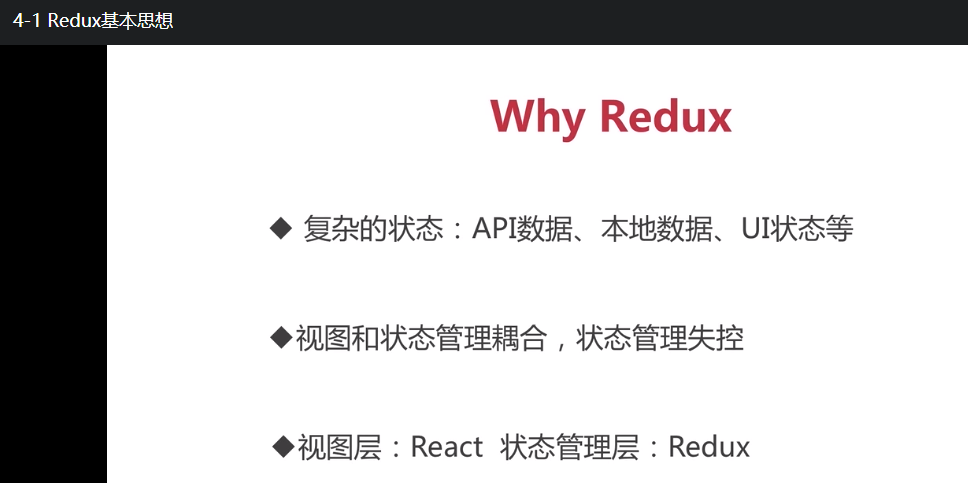 4-1 Redux基本思想
Why Redux
◆ 复杂的状态：API数据、本地数据、UI状态等
◆视图和状态管理耦合，状态管理失控
◆视图层：React 状态管理层：Redux